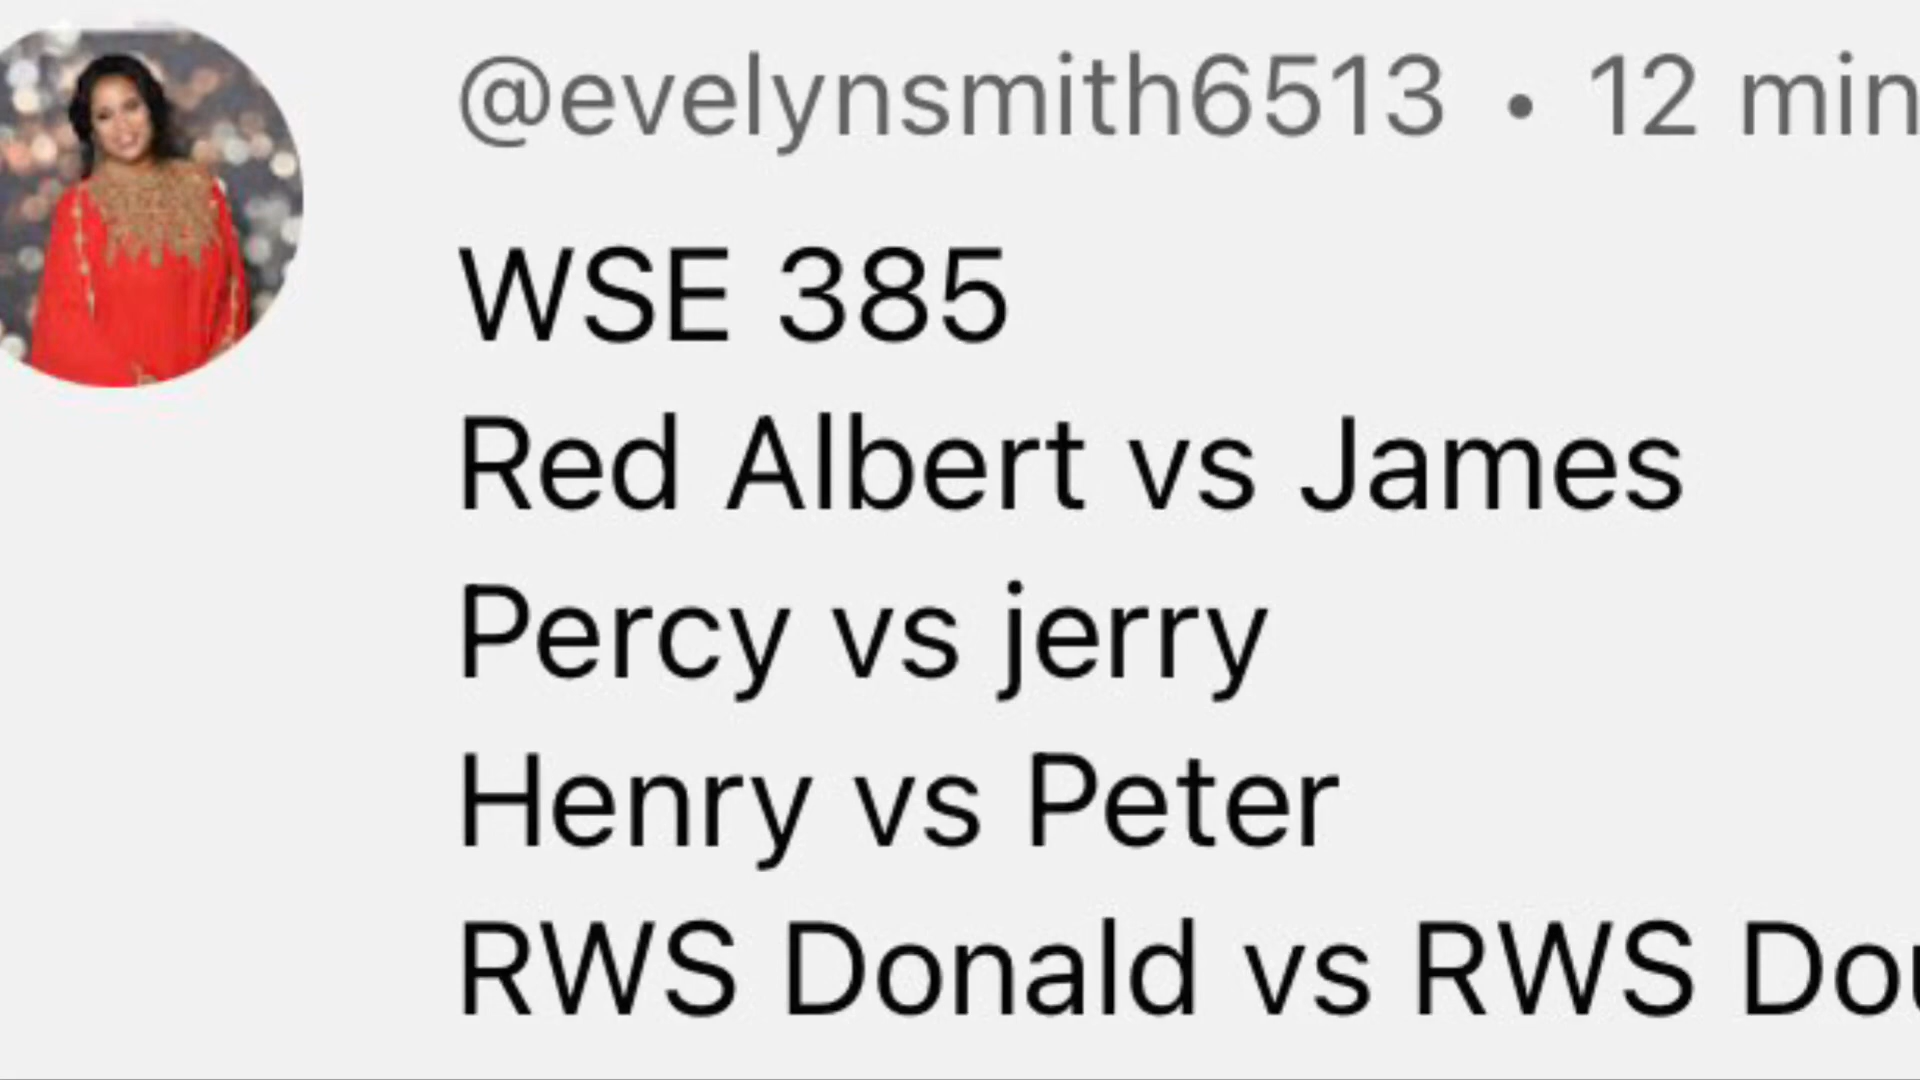 @evelynsmith6513 • 12 min
WSE 385
Red Albert vs James
Percy vs jerry
Henry vs Peter
RWS Donald vs RWS